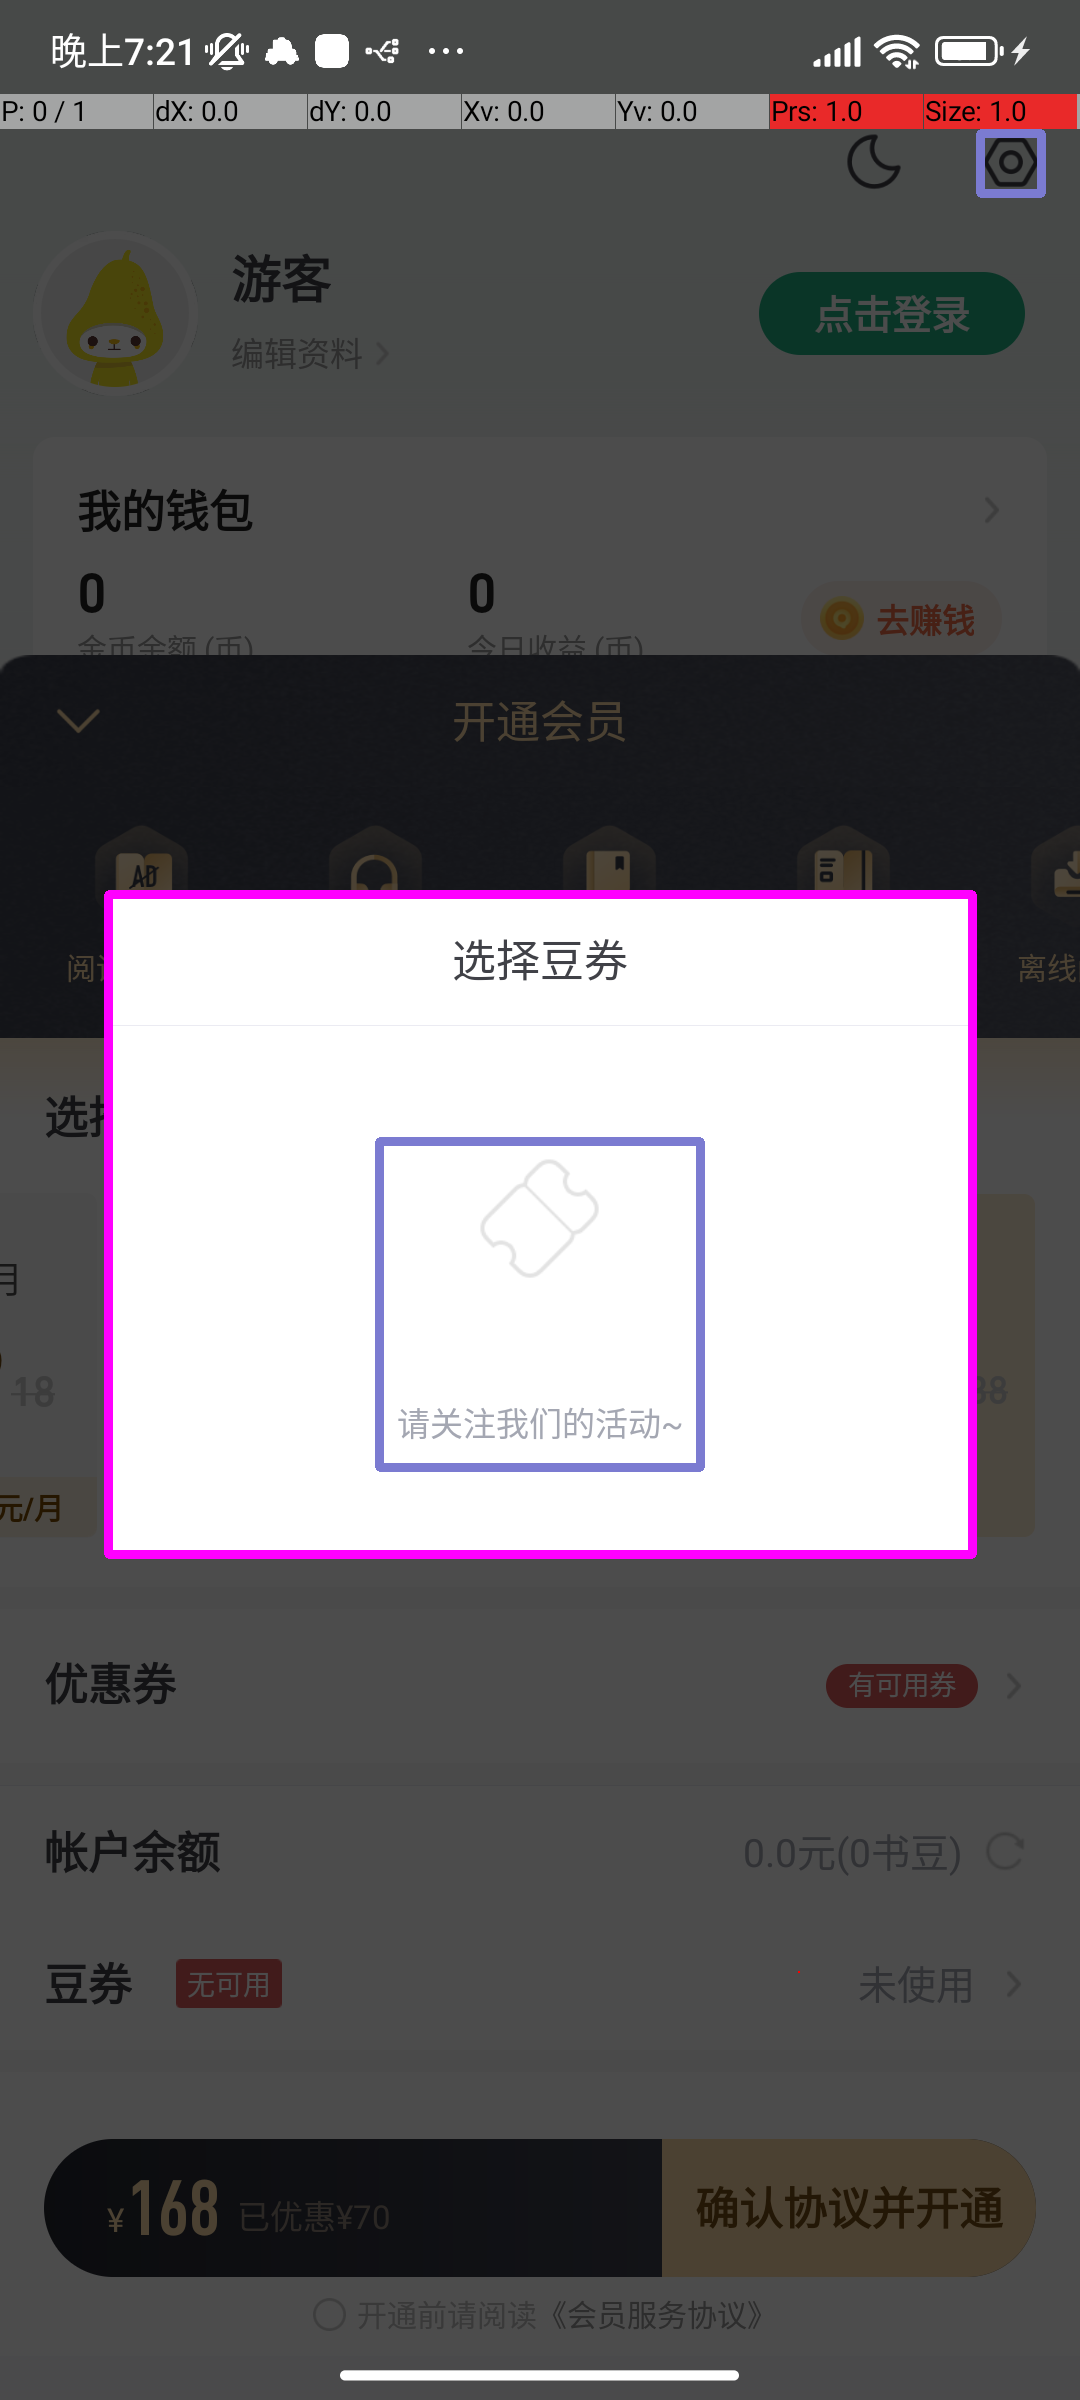 晚上7:21
P: 0 / 1 dX: 0.0 dY: 0.0 Xv: 0.0 Yv: 0.0 Prs: 1.0 Size: 1.0
游客
编辑资料
点击登录
我的钱包
0 0
去赚钱
金币余额 (币) 今日收益 (币)
开通会员
AD
阅 离线
选择豆券
选
月
18 38
元/月
请关注我们的活动~
优惠券 有可用券
帐户余额 0.0元(0书豆)
豆券 无可用 未使用
¥168 已优惠¥70 确认协议并开通
开通前请阅读《会员服务协议》